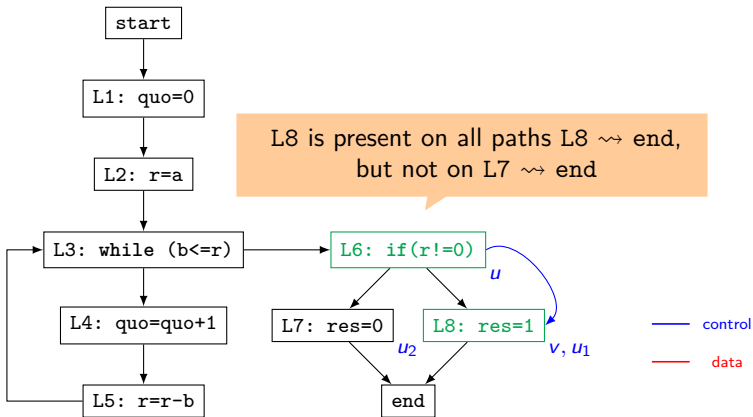 start
L1: quo=0
L8 is present on all paths L8 ⇝ end,
but not on L7 ⇝ end
L2: r=a
L3: while (b<=r)
L6: if(r!=0)
u
L4: quo=quo+1
L7: res=0
L8: res=1
control
u₂
v, u₁
data
L5: r=r-b
end